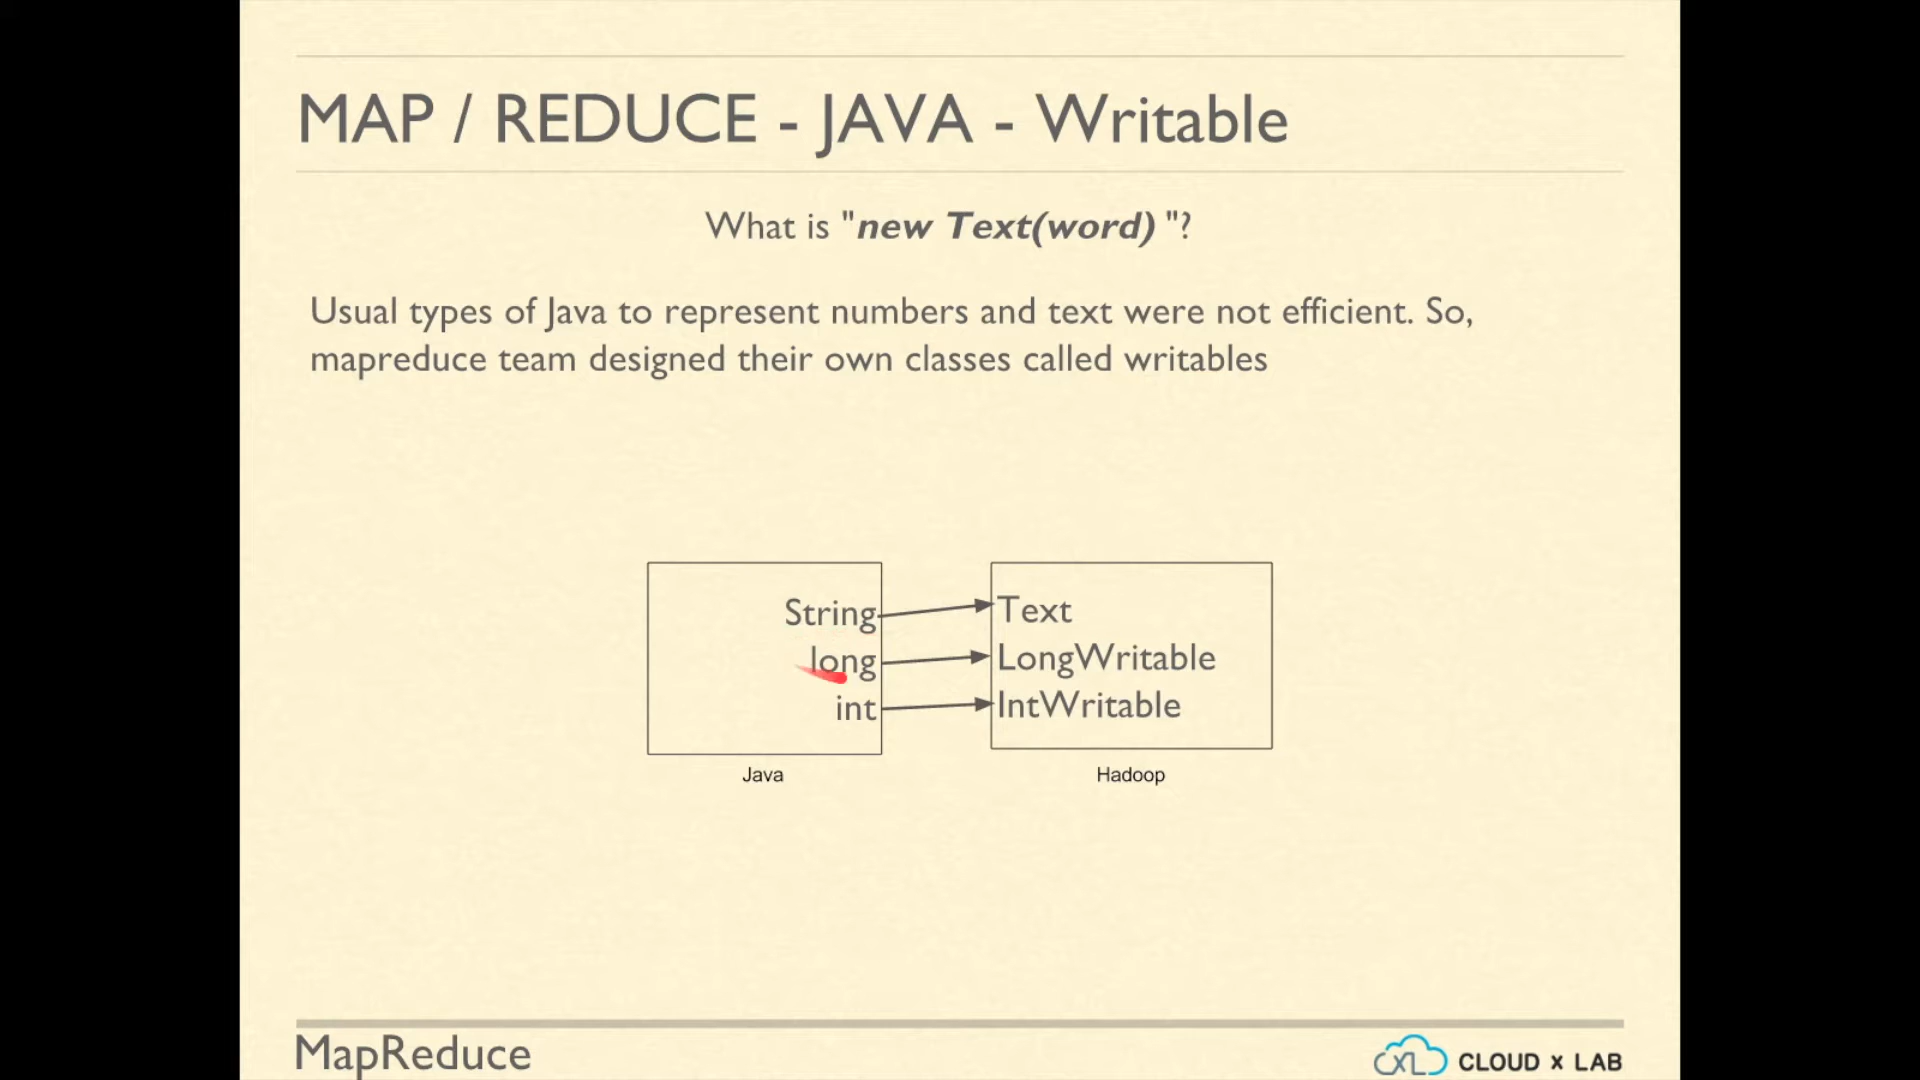 MAP / REDUCE - JAVA - Writable
What is "new Text(word) "?
Usual types of Java to represent numbers and text were not efficient. So,
mapreduce team designed their own classes called writables
String
long
int
Java
Text
LongWritable
IntWritable
Hadoop
MapReduce
CXL CLOUD x LAB